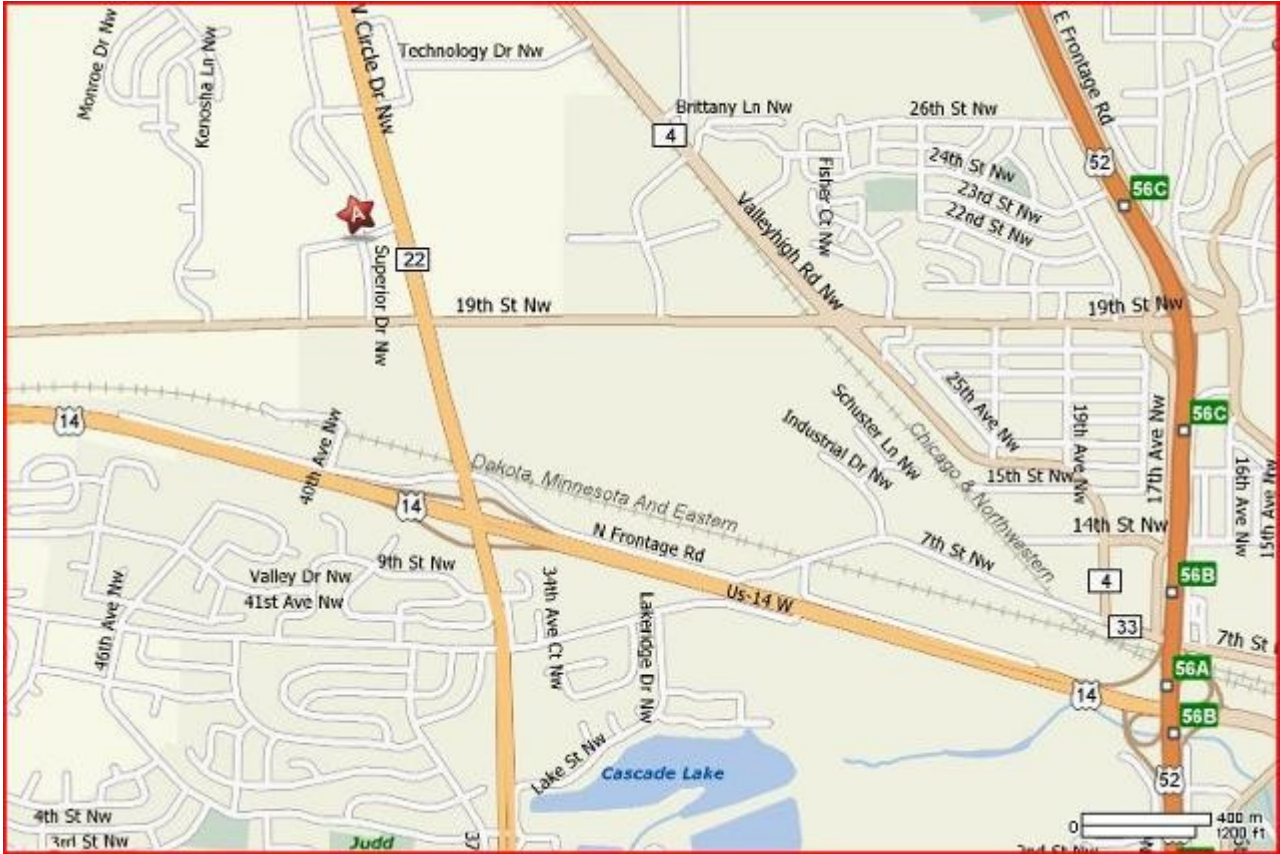 Monroe Dr Nw
Kenosha Ln Nw
N Circle Dr Nw
Technology Dr Nw
E Frontage Rd
Brittany Ln Nw
26th St Nw
4
52
24th St Nw
Fisher Ct Nw
23rd St Nw
56C
A
22nd St Nw
Valleyhigh Rd Nw
22
Superior Dr Nw
19th St Nw
19th St Nw
14
40th Ave Nw
Schuster Ln Nw
25th Ave Nw
19th Ave Nw
17th Ave Nw
56C
Industrial Dr Nw
Chicago & Northwestern
16th Ave Nw
15th Ave Nw
Dakota, Minnesota And Eastern
15th St Nw
14
N Frontage Rd
14th St Nw
9th St Nw
7th St Nw
Valley Dr Nw
41st Ave Nw
34th Ave Ct Nw
Us-14 W
4
56B
46th Ave Nw
Lakeridge Dr Nw
33
7th St
56A
14
56B
Lake St Nw
Cascade Lake
52
4th St Nw
3rd St Nw
Judd
37
0
400 m
1200 ft